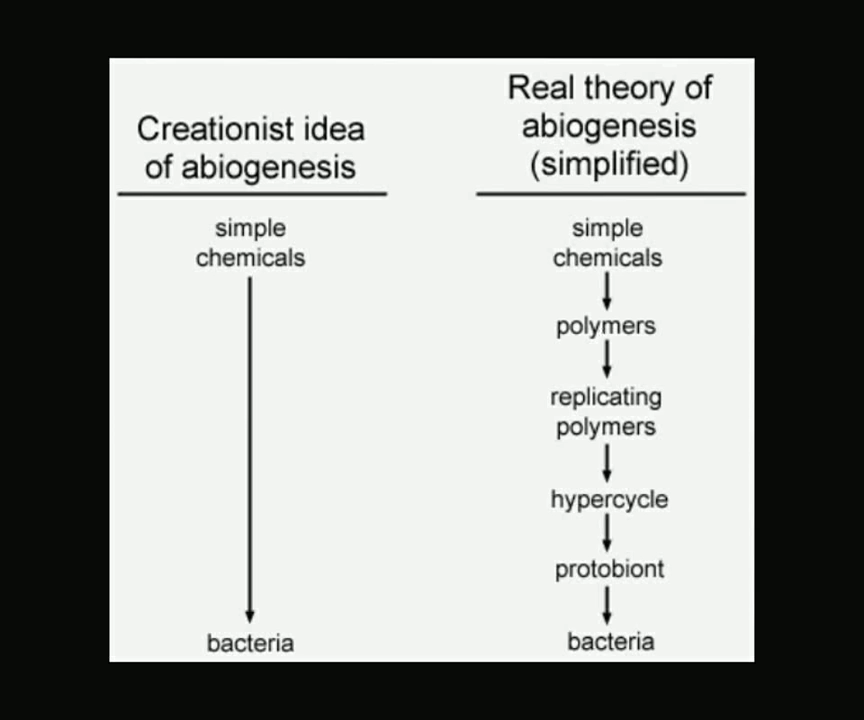 Creationist idea
of abiogenesis
simple
chemicals
bacteria
Real theory of
abiogenesis
(simplified)
simple
chemicals
polymers
replicating
polymers
hypercycle
protobiont
bacteria